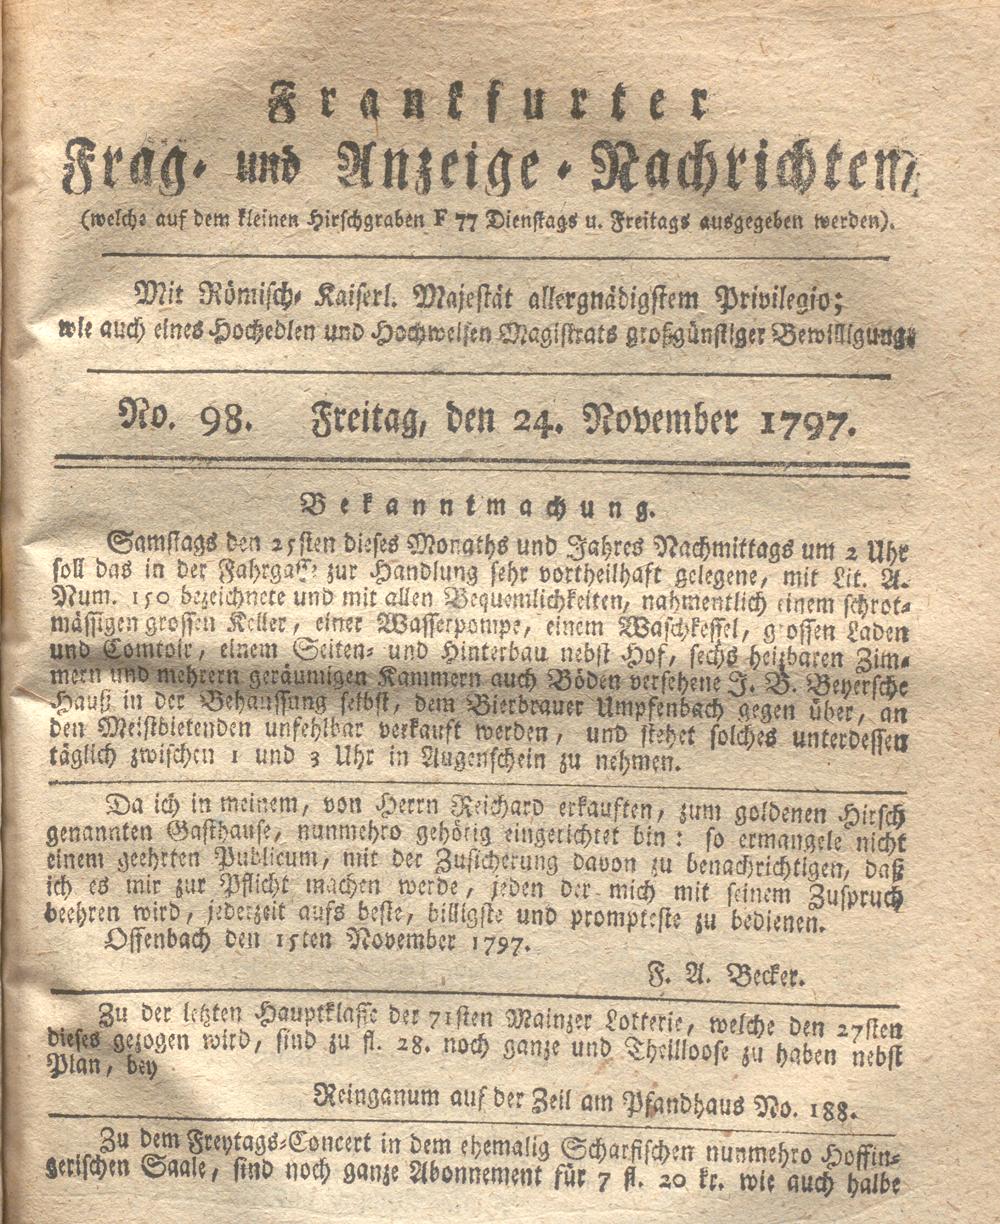 Frankfurter
Frag- und Anzeige-Nachrichten,
(welche auf dem kleinen Hirschgraben F 77 Dienstags u. Freitags ausgegeben werden).
Mit Römisch-Kaiserl. Majestät allergnädigstem Privilegio;
wie auch eines Hochedlen und Hochweisen Magistrats großgünstiger Bewilligung.
No. 98. Freitag, den 24. November 1797.
Bekanntmachung.
Samstags den 25sten dieses Monaths und Jahres Nachmittags um 2 Uhr
soll das in der Fahrgasse zur Handlung sehr vortheilhaft gelegene, mit Lit. A.
Num. 150 bezeichnete und mit allen Bequemlichkeiten, nahmentlich einem schrot-
mässigen grossen Keller, einer Wasserpompe, einem Waschkessel, grossen Laden
und Comtoir, einem Seiten- und Hinterbau nebst Hof, sechs heitzbaren Zim-
mern und mehrern geräumigen Kammern auch Böden versehene J. B. Beyersche
Hauß in der Behaussung selbst, dem Bierbrauer Umpfenbach gegen über, an
den Meistbietenden unfehlbar verkauft werden, und stehet solches unterdessen
täglich zwischen 1 und 3 Uhr in Augenschein zu nehmen.
Da ich in meinem, von Herrn Reichard erkauften, zum goldenen Hirsch
genannten Gasthause, nunmehro gehörig eingerichtet bin: so ermangele nicht
einem geehrten Publicum, mit der Zusicherung davon zu benachrichtigen, daß
ich es mir zur Pflicht machen werde, jeden der mich mit seinem Zuspruch
beehren wird, jederzeit aufs beste, billigste und prompteste zu bedienen.
Offenbach den 15ten November 1797.
F. A. Becker.
Zu der letzten Hauptklasse der 71sten Mainzer Lotterie, welche den 27sten
dieses gezogen wird, sind zu fl. 28. noch ganze und Theilloose zu haben nebst
Plan, bey
Reinganum auf der Zeil am Pfandhaus No. 188.
Zu dem Freytags-Concert in dem ehemalig Scharfischen nunmehro Hoffin-
gerischen Saale, sind noch ganze Abonnement für 7 fl. 20 kr. wie auch halbe